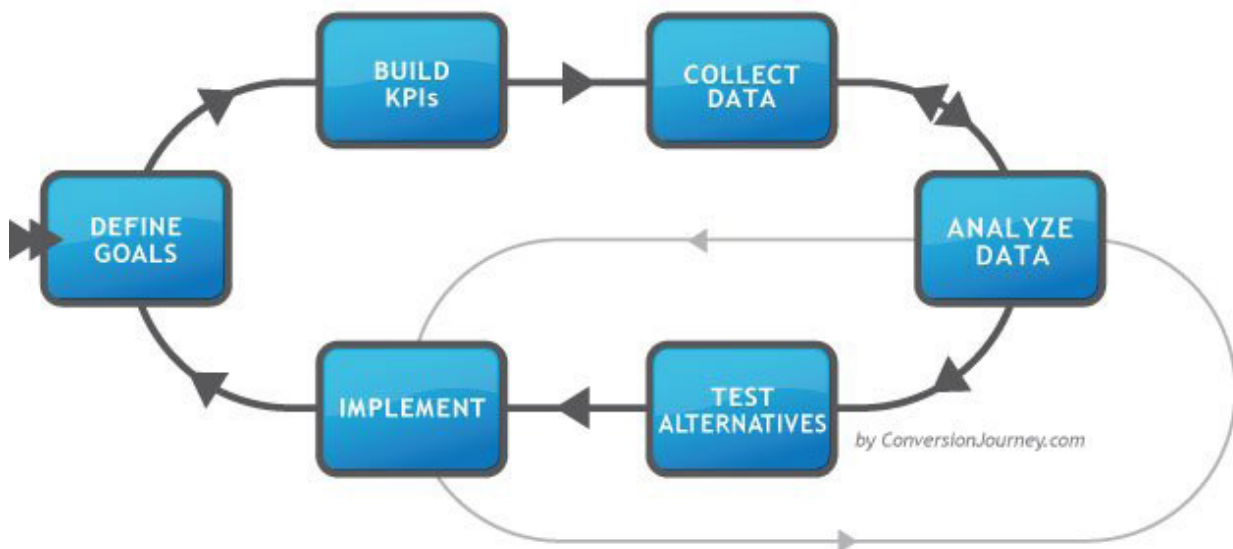 BUILD
KPIs
COLLECT
DATA
DEFINE
GOALS
ANALYZE
DATA
IMPLEMENT
TEST
ALTERNATIVES
by ConversionJourney.com